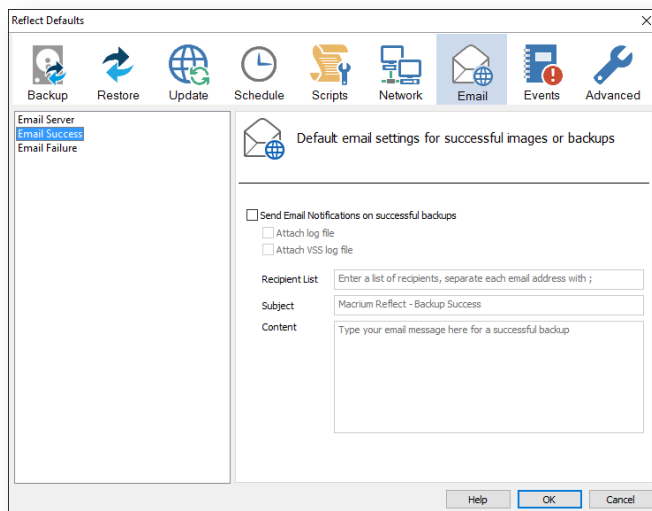 Reflect Defaults
Backup
Restore
Update
Schedule
Scripts
Network
Email
Events
Advanced
Email Server
Email Success
Email Failure
Default email settings for successful images or backups
Send Email Notifications on successful backups
Attach log file
Attach VSS log file
Recipient List
Enter a list of recipients, separate each email address with ;
Subject
Macrium Reflect - Backup Success
Content
Type your email message here for a successful backup
Help
OK
Cancel